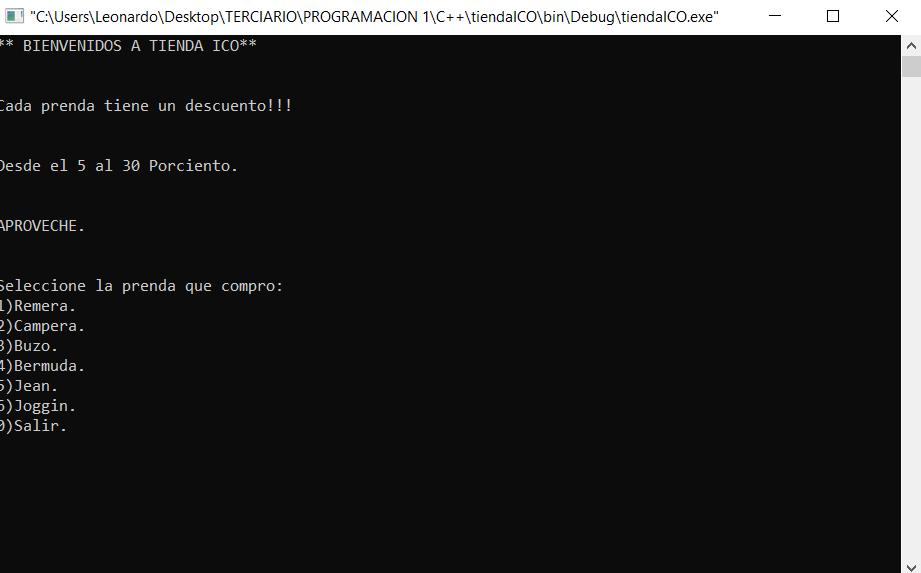 "C:\Users\Leonardo\Desktop\TERCIARIO\PROGRAMACION 1\C++\tiendaICO\bin\Debug\tiendaICO.exe"
** BIENVENIDOS A TIENDA ICO**
Cada prenda tiene un descuento!!!
Desde el 5 al 30 Porciento.
APROVECHE.
Seleccione la prenda que compro:
1)Remera.
2)Campera.
3)Buzo.
4)Bermuda.
5)Jean.
6)Joggin.
0)Salir.